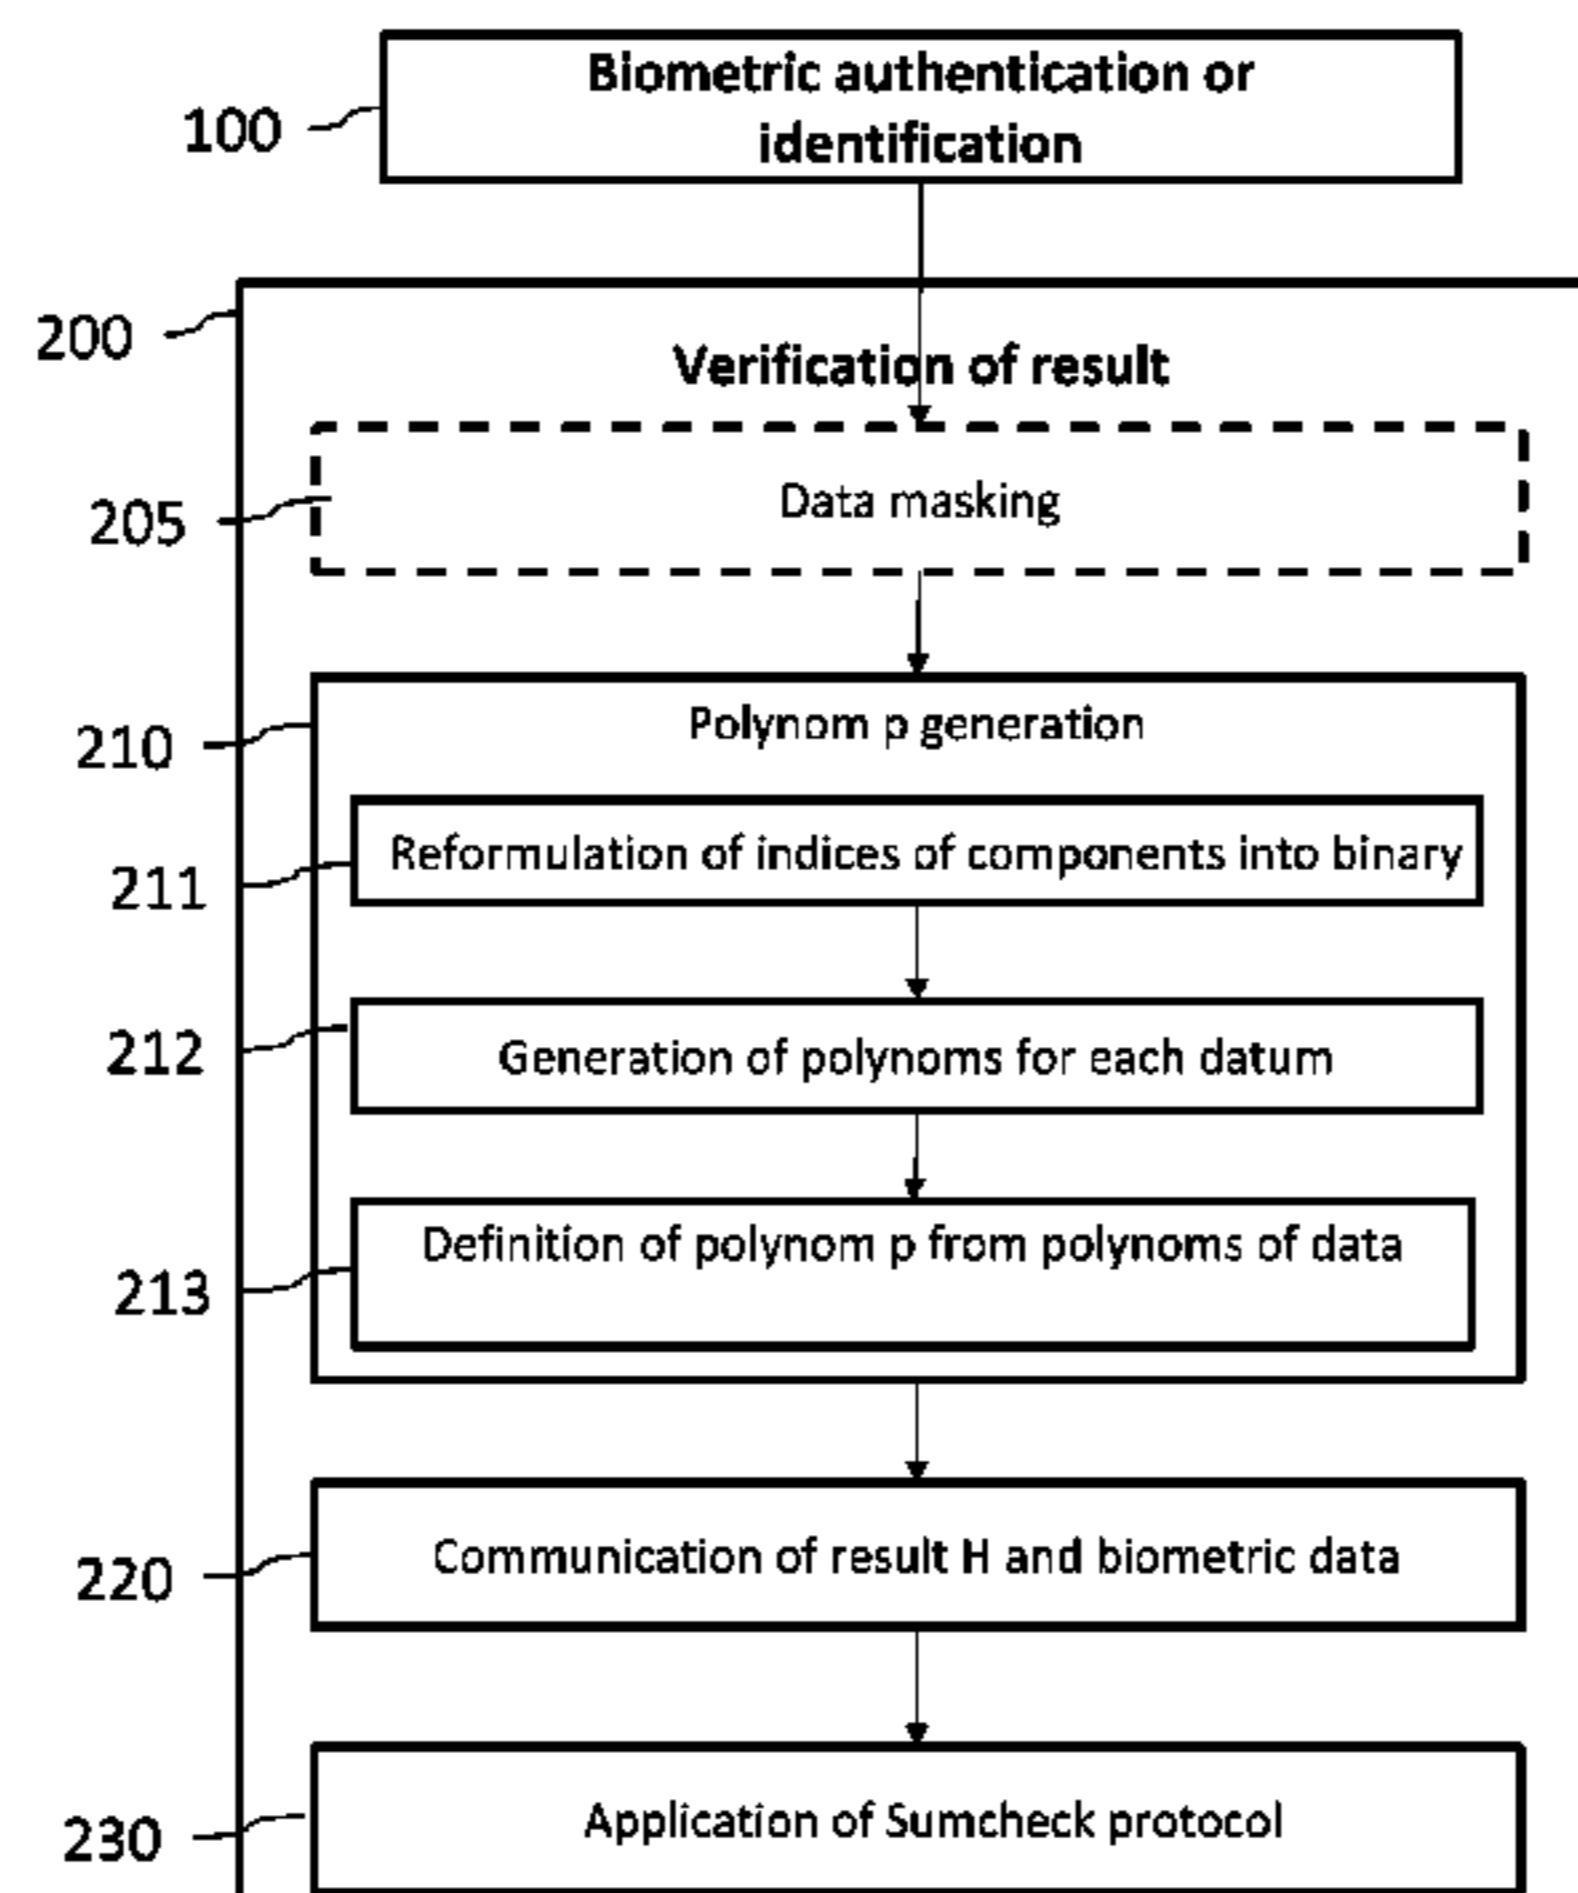 Biometric authentication or
identification
100
200
Verification of result
Data masking
205
Polynom p generation
210
Reformulation of indices of components into binary
211
Generation of polynoms for each datum
212
Definition of polynom p from polynoms of data
213
Communication of result H and biometric data
220
Application of Sumcheck protocol
230